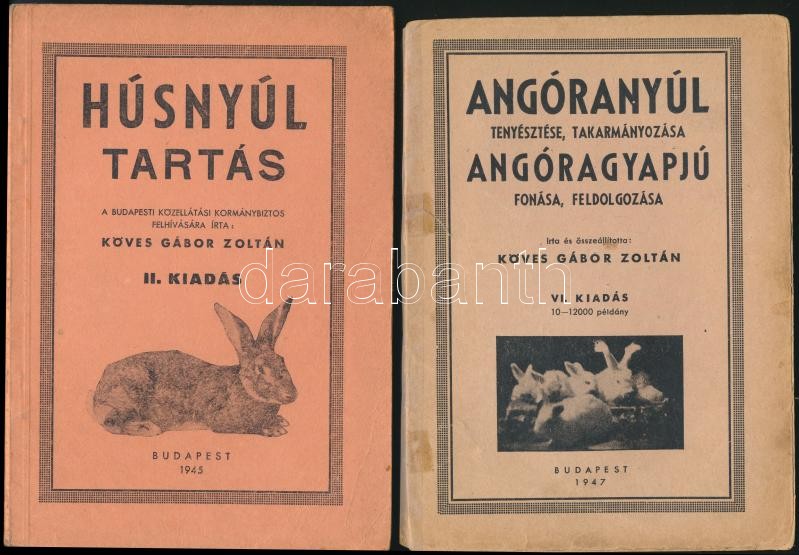 HÚSNYÚL
TARTÁS
A BUDAPESTI KÖZELLÁTÁSI KORMÁNYBIZTOS
FELHÍVÁSÁRA ÍRTA:
KÖVES GÁBOR ZOLTÁN
II. KIADÁS
BUDAPEST
1945
ANGÓRANYÚL
TENYÉSZTÉSE, TAKARMÁNYOZÁSA
ANGÓRAGYAPJÚ
FONÁSA, FELDOLGOZÁSA
Irta és összeállította:
KÖVES GÁBOR ZOLTÁN
VI. KIADÁS
10—12000 példány
BUDAPEST
1947
darabanth